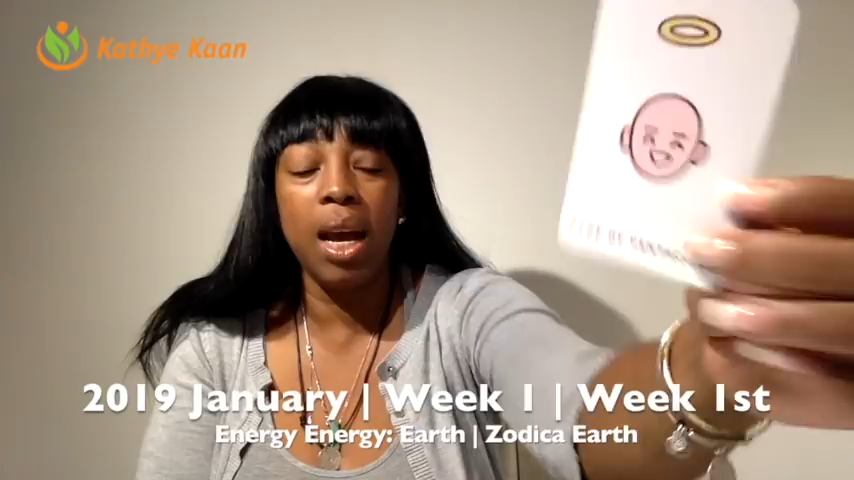 Kathye Kaan
2019 January | Week 1 | Week 1st
Energy Energy: Earth | Zodica Earth